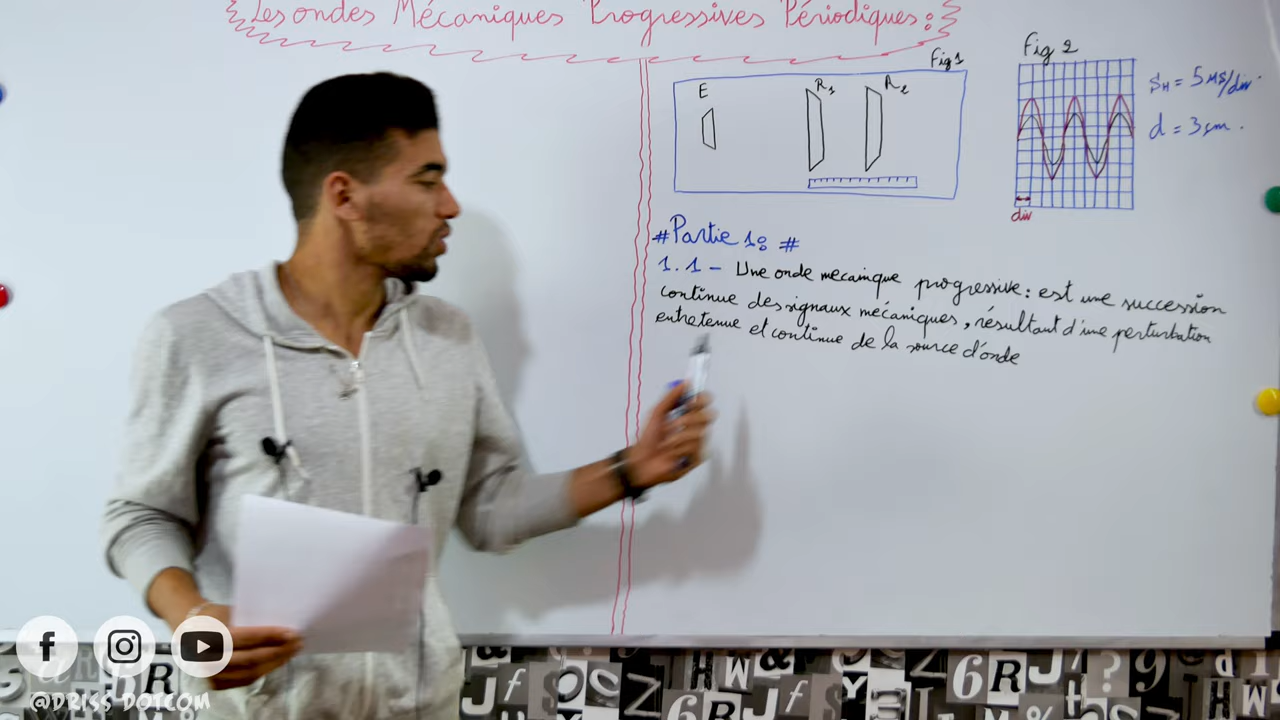 Les ondes Mécaniques Progressives Périodiques:
Fig 1
E
R1
R2
Fig 2
SH = 5 MS/div
d = 3 cm.
div
#Partie 1: #
1.1 - Une onde mecanique progressive: est une succession
continue des signaux mécaniques, résultant d'une perturbation
entretenue et continue de la source d'onde
@DRISS DOTCOM